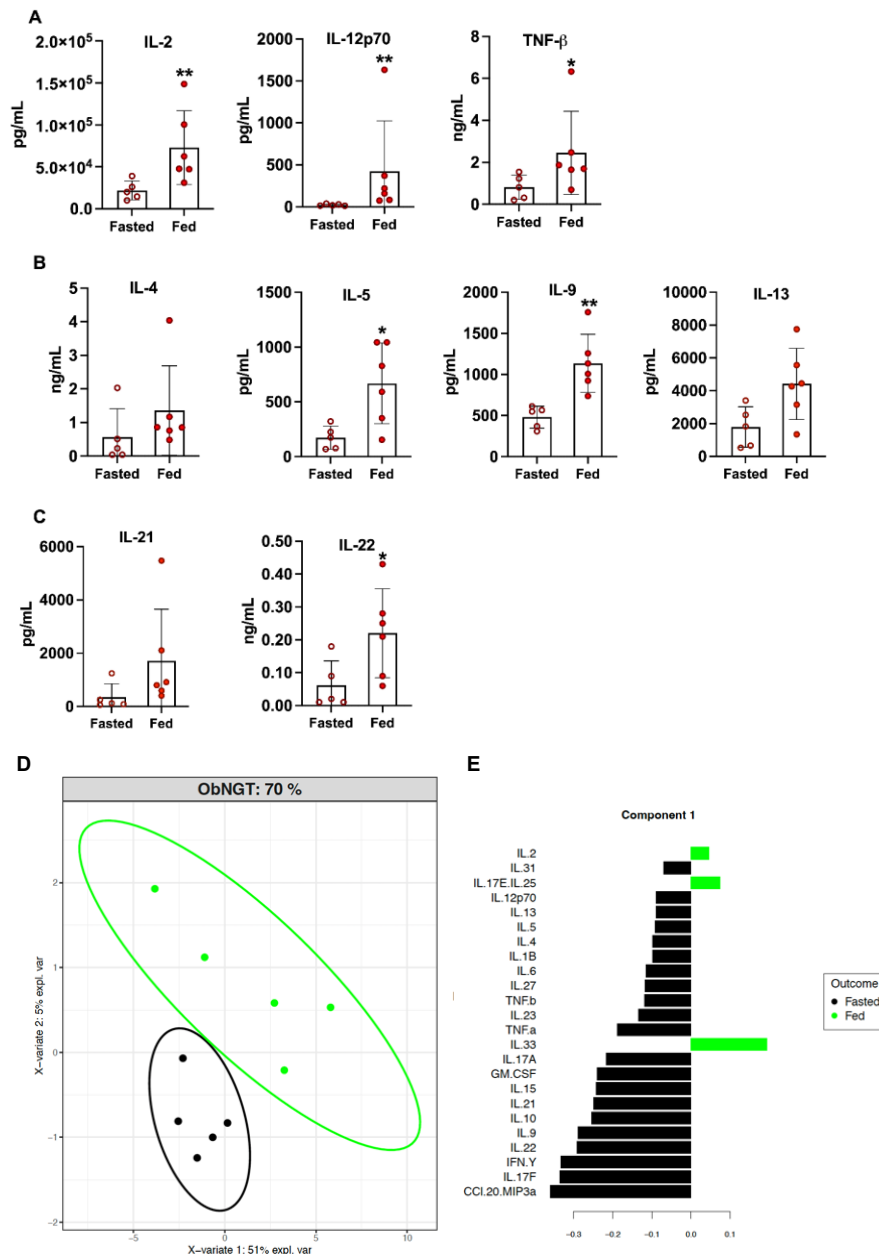 A
IL-2
IL-12p70
TNF-β
pg/mL
2.0×10⁵
1.5×10⁵
1.0×10⁵
5.0×10⁴
0.0
**
Fasted Fed
pg/mL
2000
1500
1000
500
0
**
Fasted Fed
ng/mL
8
6
4
2
0
*
Fasted Fed
B
IL-4
IL-5
IL-9
IL-13
ng/mL
5
4
3
2
1
0
Fasted Fed
pg/mL
1500
1000
500
0
*
Fasted Fed
pg/mL
2000
1500
1000
500
0
**
Fasted Fed
pg/mL
10000
8000
6000
4000
2000
0
Fasted Fed
C
IL-21
IL-22
pg/mL
6000
4000
2000
0
Fasted Fed
ng/mL
0.50
0.40
0.30
0.20
0.10
0.00
*
Fasted Fed
D
ObNGT: 70 %
X-variate 2: 5% expl. var
2
1
0
−1
−2
−5 0 5 10
X-variate 1: 51% expl. var
E
Component 1
IL.2
IL.31
IL.17E.IL.25
IL.12p70
IL.13
IL.5
IL.4
IL.1B
IL.6
IL.27
TNF.b
IL.23
TNF.a
IL.33
IL.17A
GM.CSF
IL.15
IL.21
IL.10
IL.9
IL.22
IFN.Y
IL.17F
CCl.20.MIP3a
−0.3 −0.2 −0.1 0.0 0.1
Outcome
Fasted
Fed